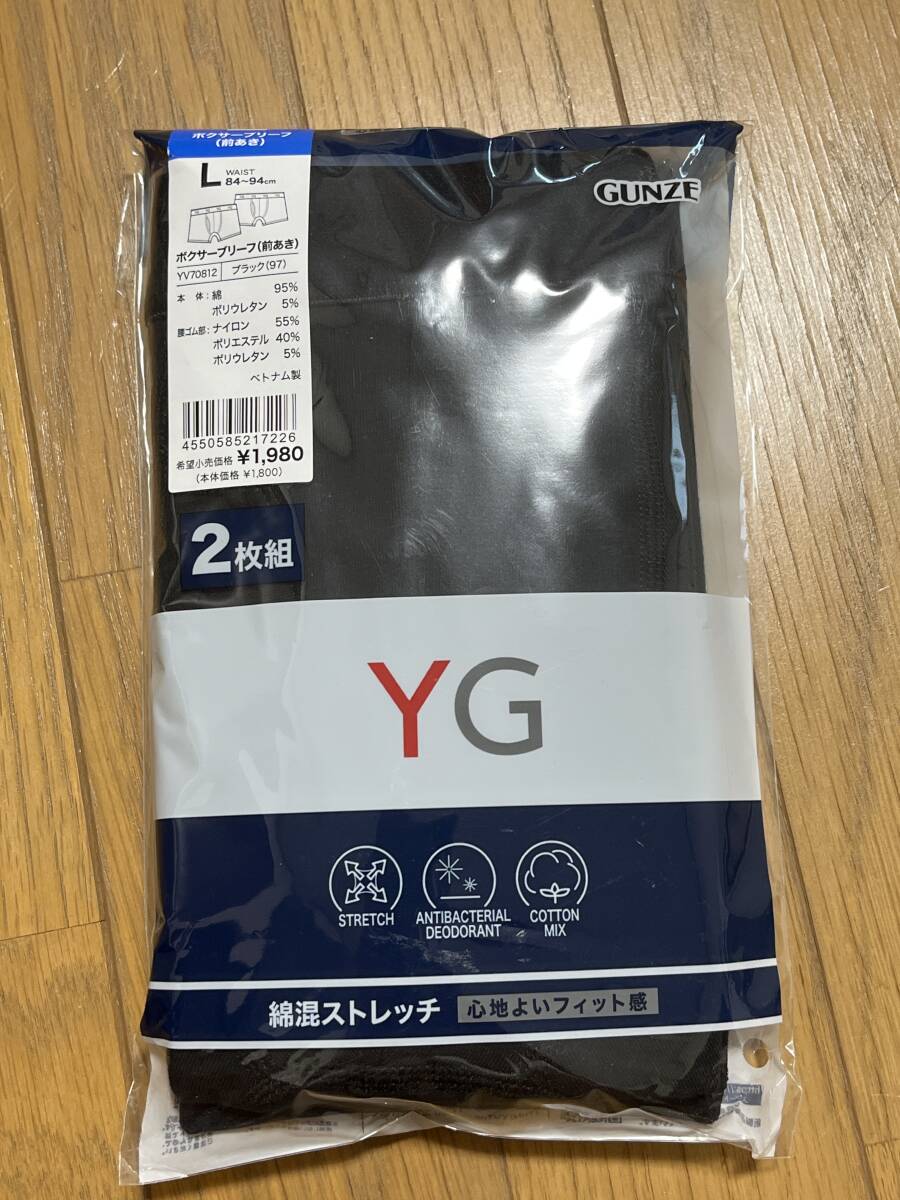 ボクサーブリーフ
(前あき)
L WAIST 84～94cm
GUNZE
ボクサーブリーフ(前あき)
YV70812 ブラック(97)
本 体:綿 95%
ポリウレタン 5%
腰ゴム部:ナイロン 55%
ポリエステル 40%
ポリウレタン 5%
ベトナム製
4550585217226
希望小売価格 ¥1,980
(本体価格 ¥1,800)
2枚組
YG
STRETCH
ANTIBACTERIAL
DEODORANT
COTTON
MIX
綿混ストレッチ 心地よいフィット感